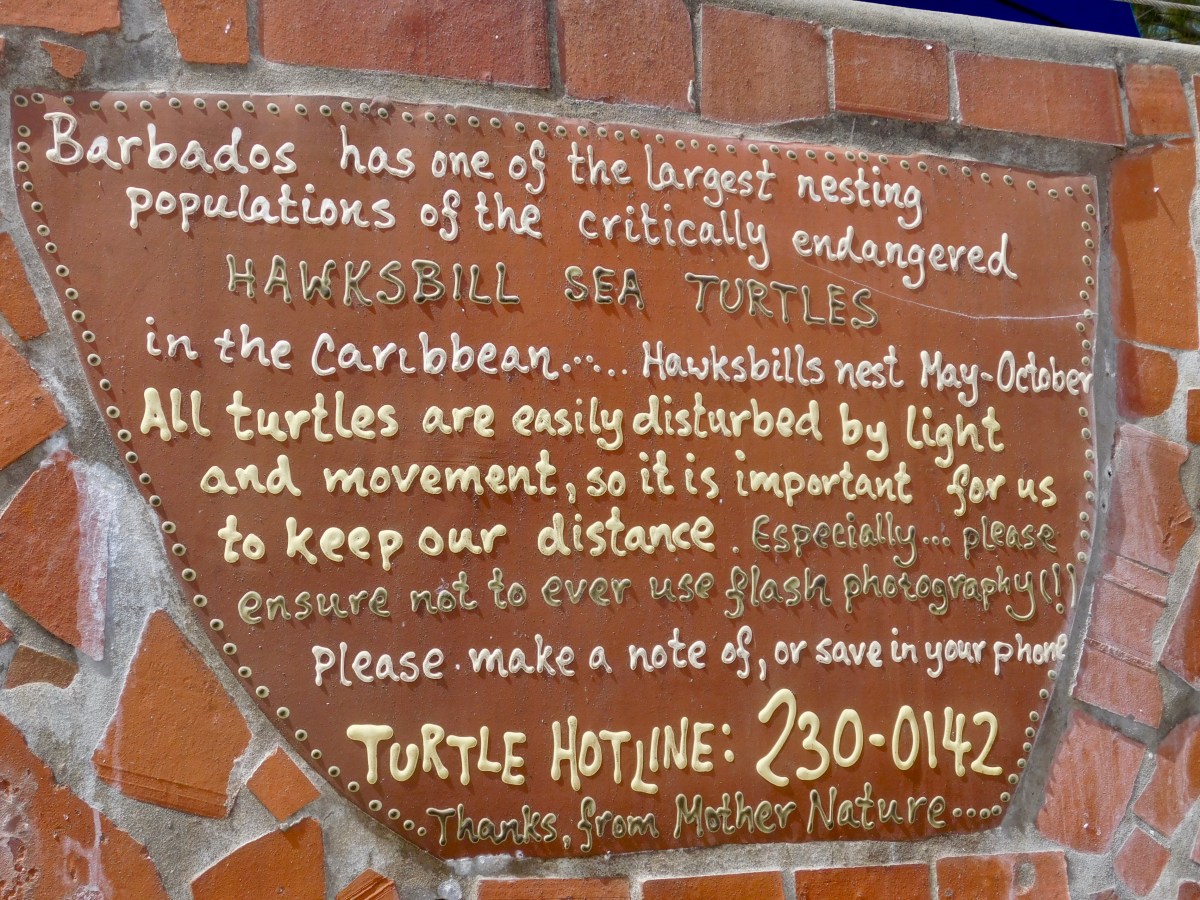 Barbados has one of the largest nesting
populations of the critically endangered
HAWKSBILL SEA TURTLES
in the Caribbean..... Hawksbills nest May-October
All turtles are easily disturbed by light
and movement, so it is important for us
to keep our distance. Especially... please
ensure not to ever use flash photography(!)
Please make a note of, or save in your phone
TURTLE HOTLINE: 230-0142
..Thanks, from Mother Nature....